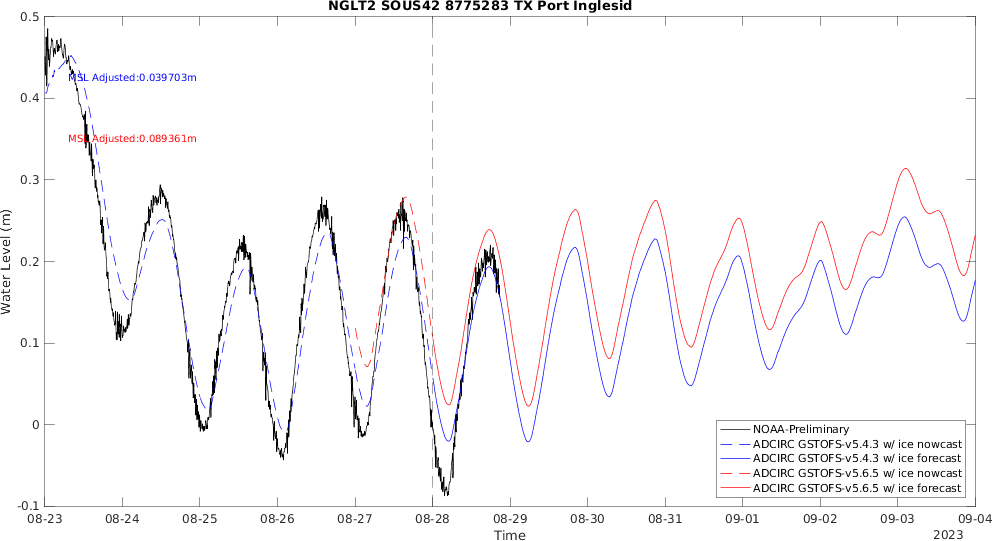 NGLT2 SOUS42 8775283 TX Port Inglesid
0.5
0.4
0.3
0.2
0.1
0
-0.1
Water Level (m)
MSL Adjusted:0.039703m
MSL Adjusted:0.089361m
NOAA-Preliminary
ADCIRC GSTOFS-v5.4.3 w/ ice nowcast
ADCIRC GSTOFS-v5.4.3 w/ ice forecast
ADCIRC GSTOFS-v5.6.5 w/ ice nowcast
ADCIRC GSTOFS-v5.6.5 w/ ice forecast
08-23 08-24 08-25 08-26 08-27 08-28 08-29 08-30 08-31 09-01 09-02 09-03 09-04
Time
2023